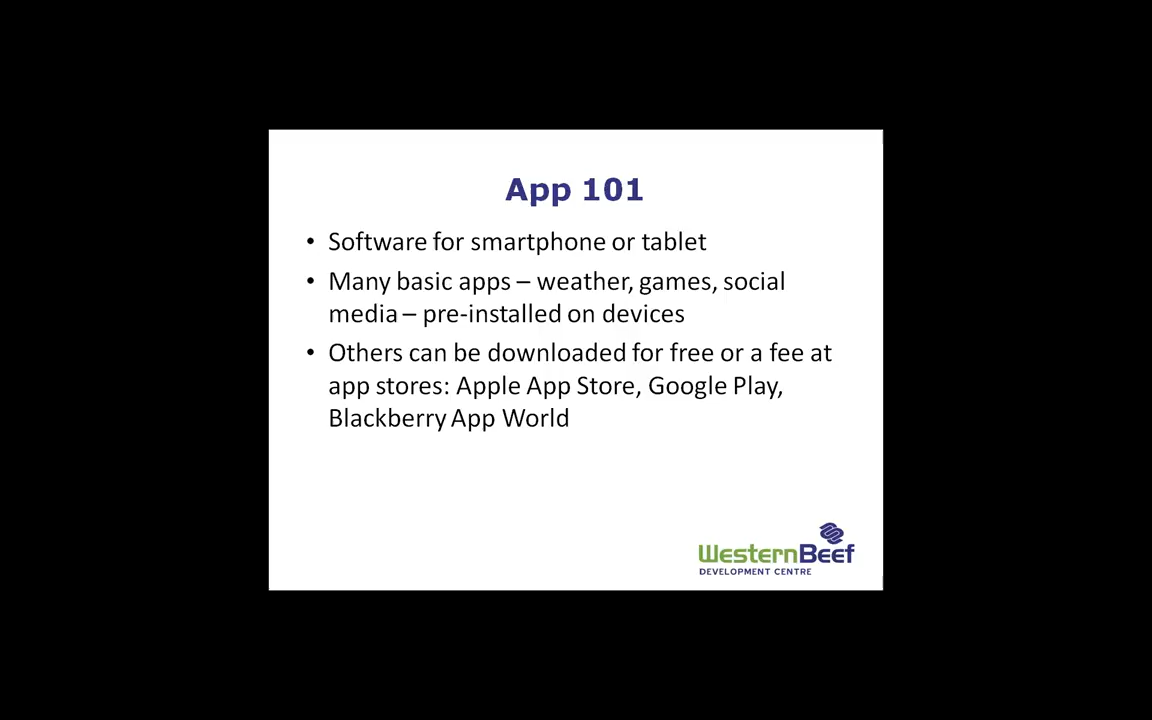 App 101
• Software for smartphone or tablet
• Many basic apps – weather, games, social
media – pre-installed on devices
• Others can be downloaded for free or a fee at
app stores: Apple App Store, Google Play,
Blackberry App World
WesternBeef
DEVELOPMENT CENTRE